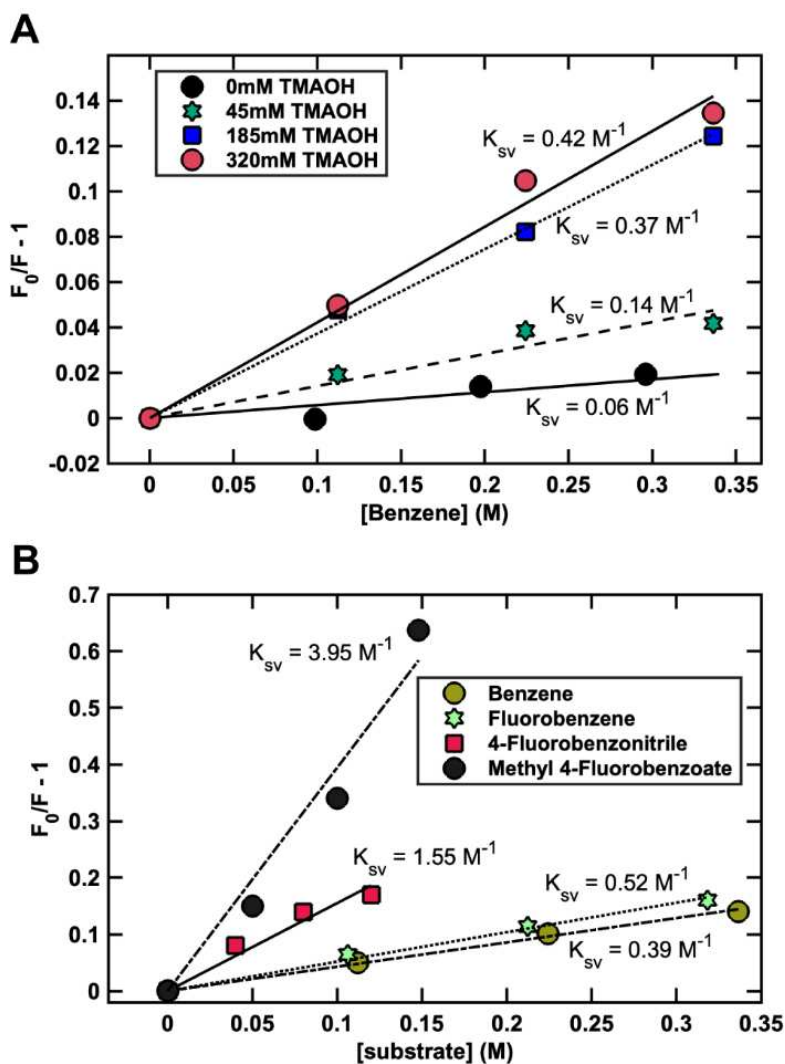 A
0mM TMAOH
45mM TMAOH
185mM TMAOH
320mM TMAOH
K_sv = 0.42 M^-1
K_sv = 0.37 M^-1
K_sv = 0.14 M^-1
K_sv = 0.06 M^-1
F_0/F - 1
0.14
0.12
0.1
0.08
0.06
0.04
0.02
0
-0.02
0 0.05 0.1 0.15 0.2 0.25 0.3 0.35
[Benzene] (M)
B
K_sv = 3.95 M^-1
Benzene
Fluorobenzene
4-Fluorobenzonitrile
Methyl 4-Fluorobenzoate
K_sv = 1.55 M^-1
K_sv = 0.52 M^-1
K_sv = 0.39 M^-1
F_0/F - 1
0.7
0.6
0.5
0.4
0.3
0.2
0.1
0
0 0.05 0.1 0.15 0.2 0.25 0.3 0.35
[substrate] (M)